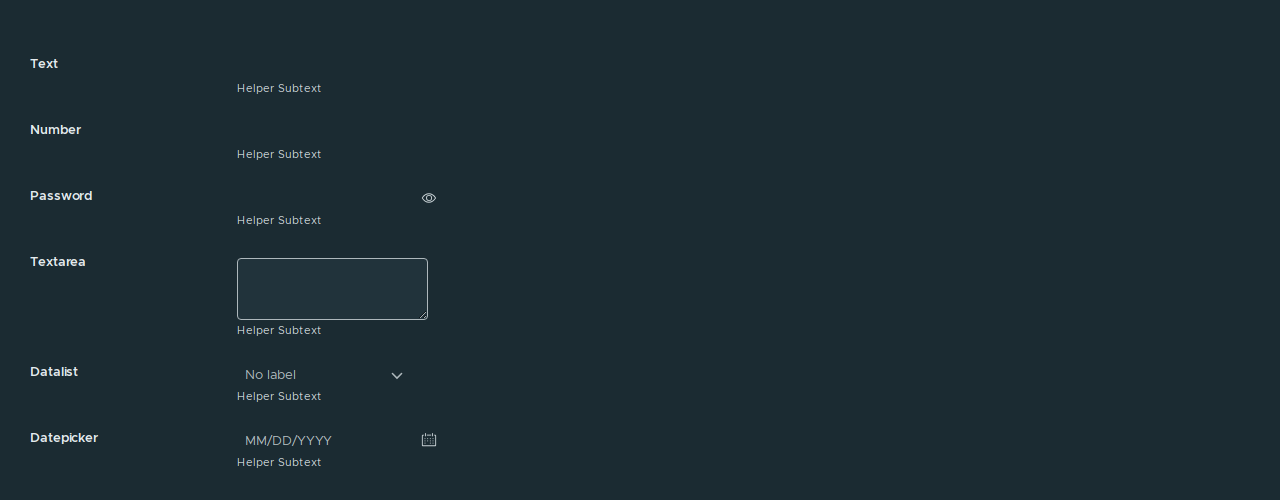 Text
Helper Subtext
Number
Helper Subtext
Password
Helper Subtext
Textarea
Helper Subtext
Datalist
No label
Helper Subtext
Datepicker
MM/DD/YYYY
Helper Subtext